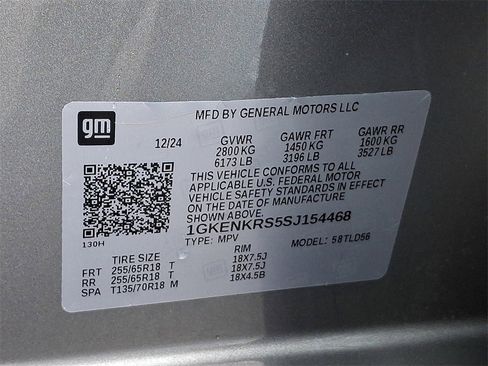 gm
MFD BY GENERAL MOTORS LLC
12/24 GVWR GAWR FRT GAWR RR
2800 KG 1450 KG 1600 KG
6173 LB 3196 LB 3527 LB
THIS VEHICLE CONFORMS TO ALL
APPLICABLE U.S. FEDERAL MOTOR
VEHICLE SAFETY STANDARDS IN EFFECT
ON THE DATE OF MANUFACTURE
SHOWN ABOVE.
1GKENKRS5SJ154468
130H TYPE: MPV MODEL: 58TLD56
TIRE SIZE RIM
FRT 255/65R18 T 18X7.5J
RR 255/65R18 T 18X7.5J
SPA T135/70R18 M 18X4.5B